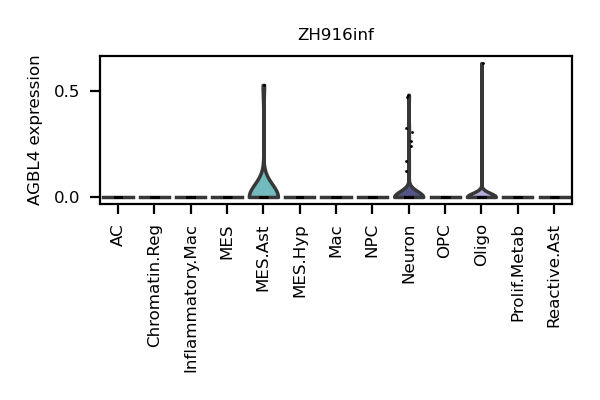 ZH916inf
AGBL4 expression
0.5
0.0
AC
Chromatin.Reg
Inflammatory.Mac
MES
MES.Ast
MES.Hyp
Mac
NPC
Neuron
OPC
Oligo
Prolif.Metab
Reactive.Ast